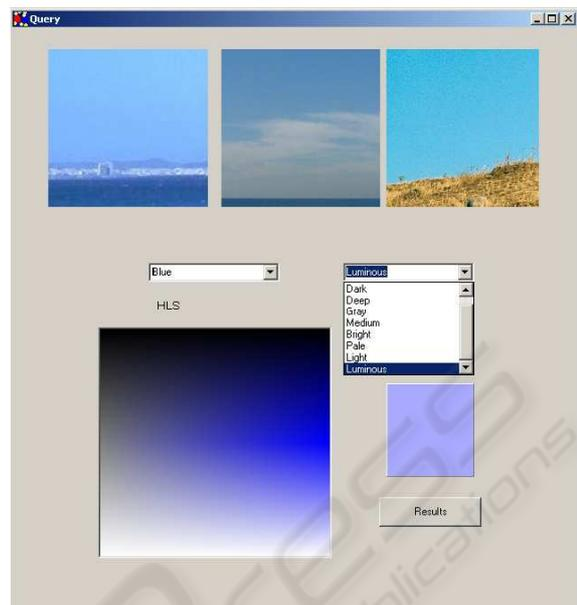 Query
Blue
Luminous
Dark
Deep
Gray
Medium
Bright
Pale
Light
Luminous
HLS
Results